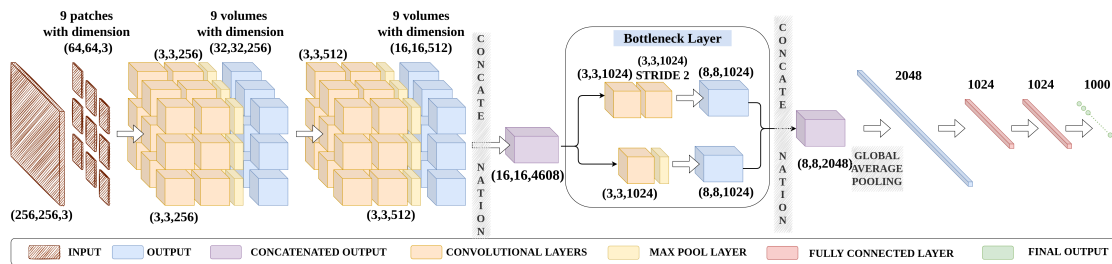 9 patches
with dimension
(64,64,3)
(256,256,3)
9 volumes
with dimension
(32,32,256)
(3,3,256)
(3,3,256)
9 volumes
with dimension
(16,16,512)
(3,3,512)
(3,3,512)
CONCATE
NATION
(16,16,4608)
Bottleneck Layer
(3,3,1024)
(3,3,1024)
STRIDE 2
(8,8,1024)
(3,3,1024)
(8,8,1024)
CONCATE
NATION
(8,8,2048)
GLOBAL
AVERAGE
POOLING
2048
1024
1024
1000
INPUT
OUTPUT
CONCATENATED OUTPUT
CONVOLUTIONAL LAYERS
MAX POOL LAYER
FULLY CONNECTED LAYER
FINAL OUTPUT